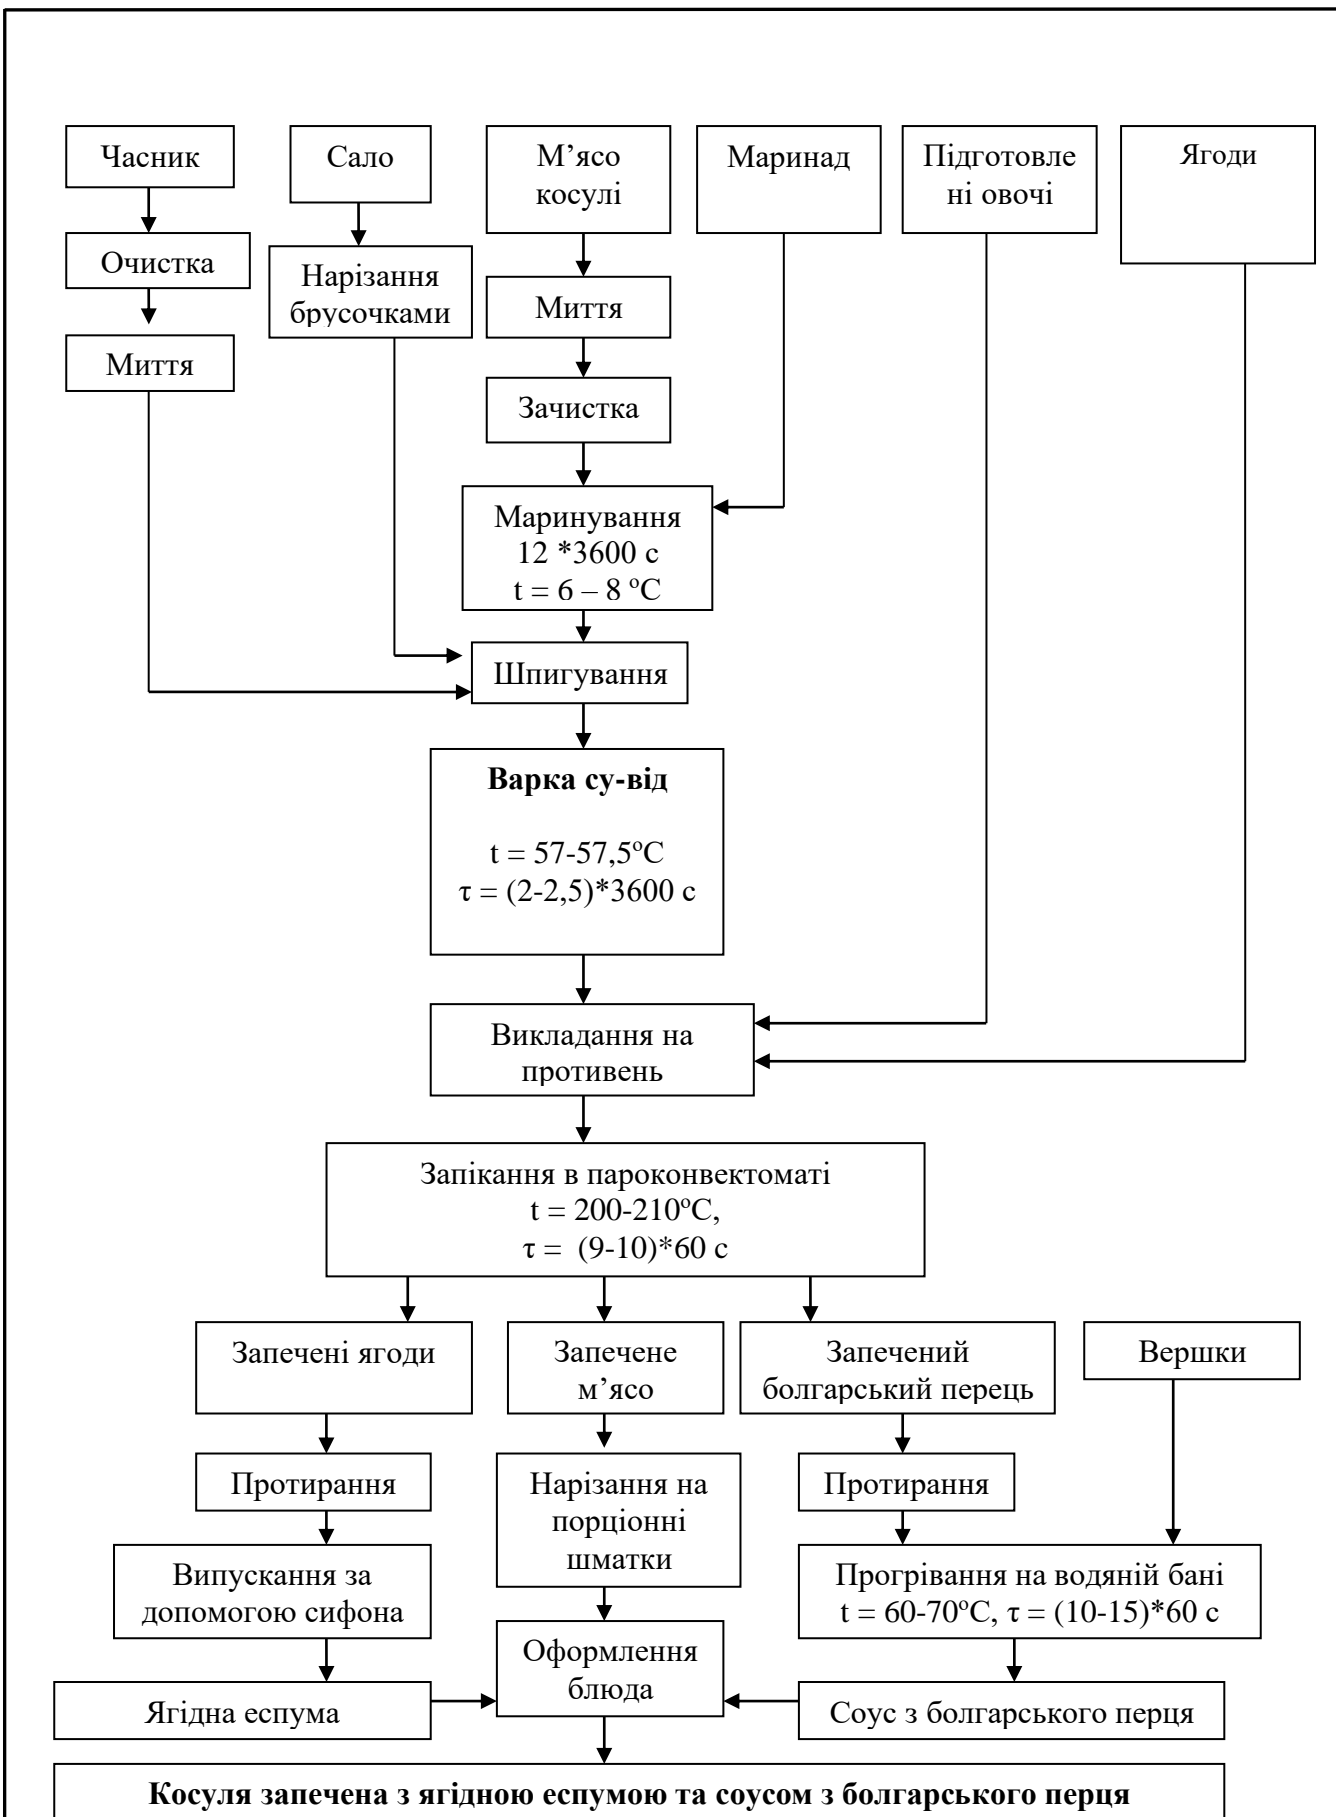 Часник
Сало
М’ясо
косулі
Маринад
Підготовле
ні овочі
Ягоди
Очистка
Нарізання
брусочками
Миття
Миття
Зачистка
Маринування
12 *3600 с
t = 6 – 8 ºС
Шпигування
Варка су-від
t = 57-57,5ºС
τ = (2-2,5)*3600 с
Викладання на
противень
Запікання в пароконвектоматі
t = 200-210ºС,
τ =  (9-10)*60 с
Запечені ягоди
Запечене
м’ясо
Запечений
болгарський перець
Вершки
Протирання
Нарізання на
порціонні
шматки
Протирання
Випускання за
допомогою сифона
Прогрівання на водяній бані
t = 60-70ºС, τ = (10-15)*60 с
Оформлення
блюда
Ягідна еспума
Соус з болгарського перця
Косуля запечена з ягідною еспумою та соусом з болгарського перця